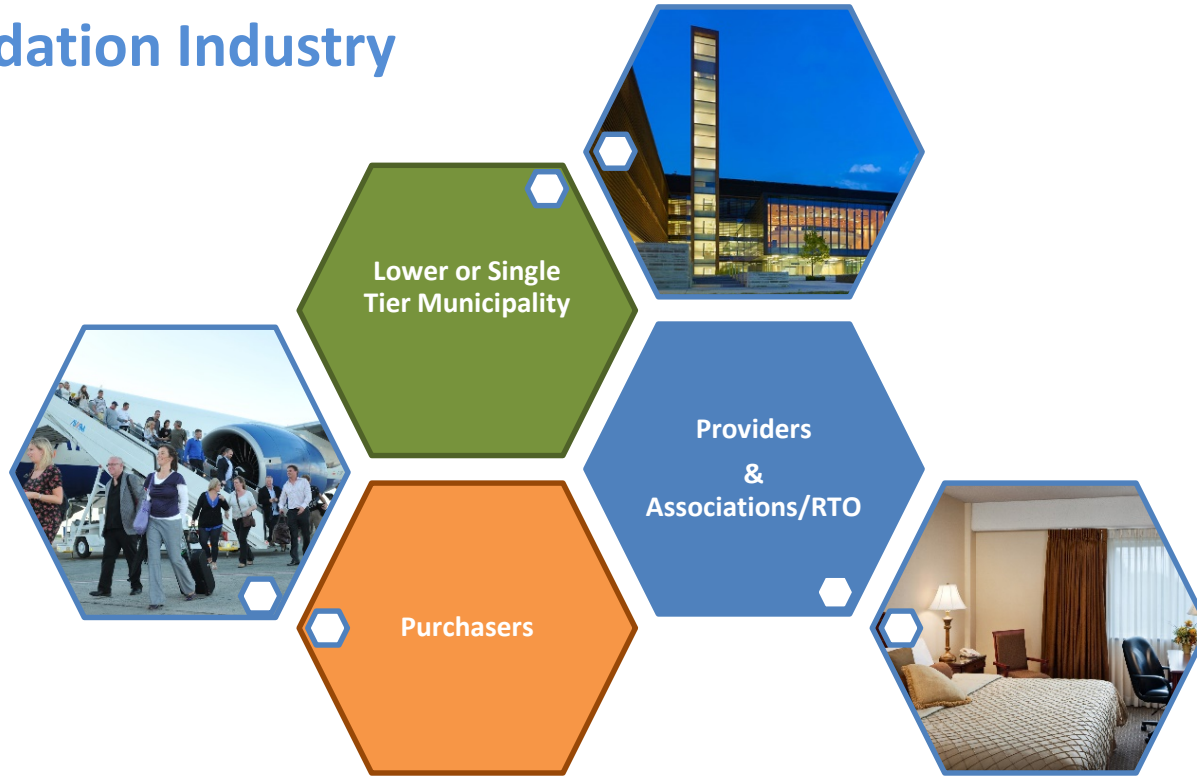 dation Industry
Lower or Single
Tier Municipality
Providers
&
Associations/RTO
Purchasers